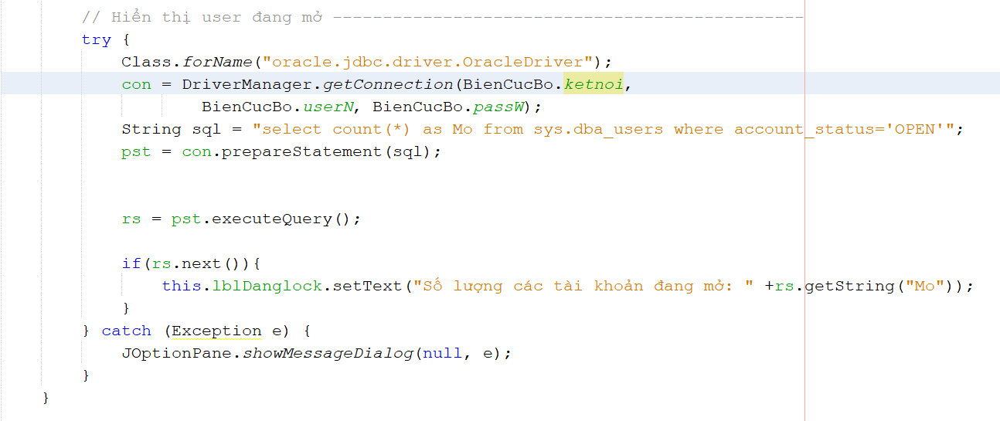 // Hiển thị user đang mở -----------------------------------------------
try {
Class.forName("oracle.jdbc.driver.OracleDriver");
con = DriverManager.getConnection(BienCucBo.ketnoi,
BienCucBo.userN, BienCucBo.passW);
String sql = "select count(*) as Mo from sys.dba_users where account_status='OPEN'";
pst = con.prepareStatement(sql);
rs = pst.executeQuery();
if(rs.next()){
this.lblDanglock.setText("Số lượng các tài khoản đang mở: " +rs.getString("Mo"));
}
} catch (Exception e) {
JOptionPane.showMessageDialog(null, e);
}
}